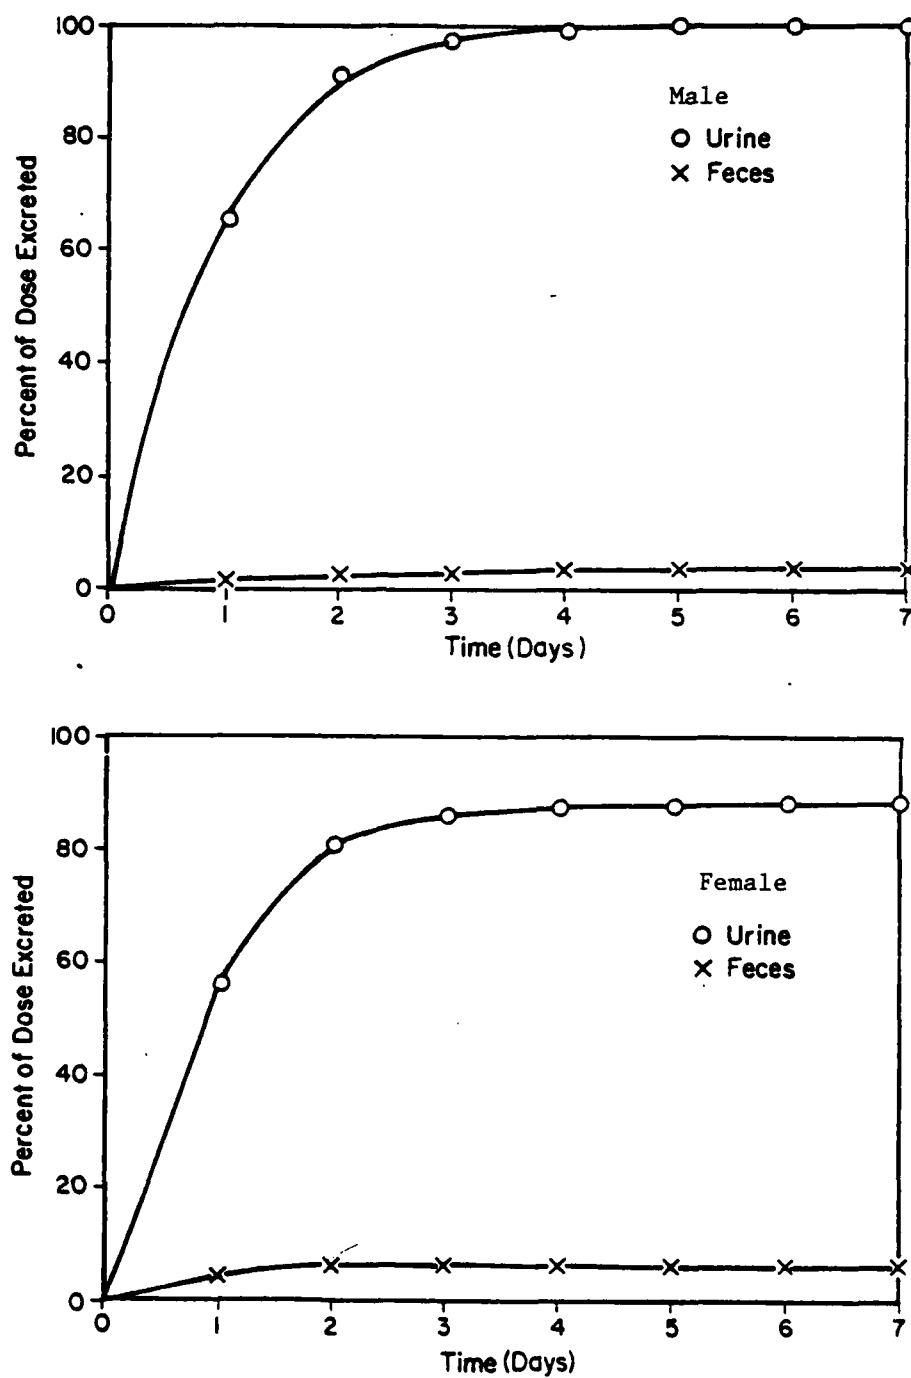 100
80
60
40
20
0
Percent of Dose Excreted
Male
O Urine
× Feces
0 1 2 3 4 5 6 7
Time (Days)
100
80
60
40
20
0
Percent of Dose Excreted
Female
O Urine
× Feces
0 1 2 3 4 5 6 7
Time (Days)